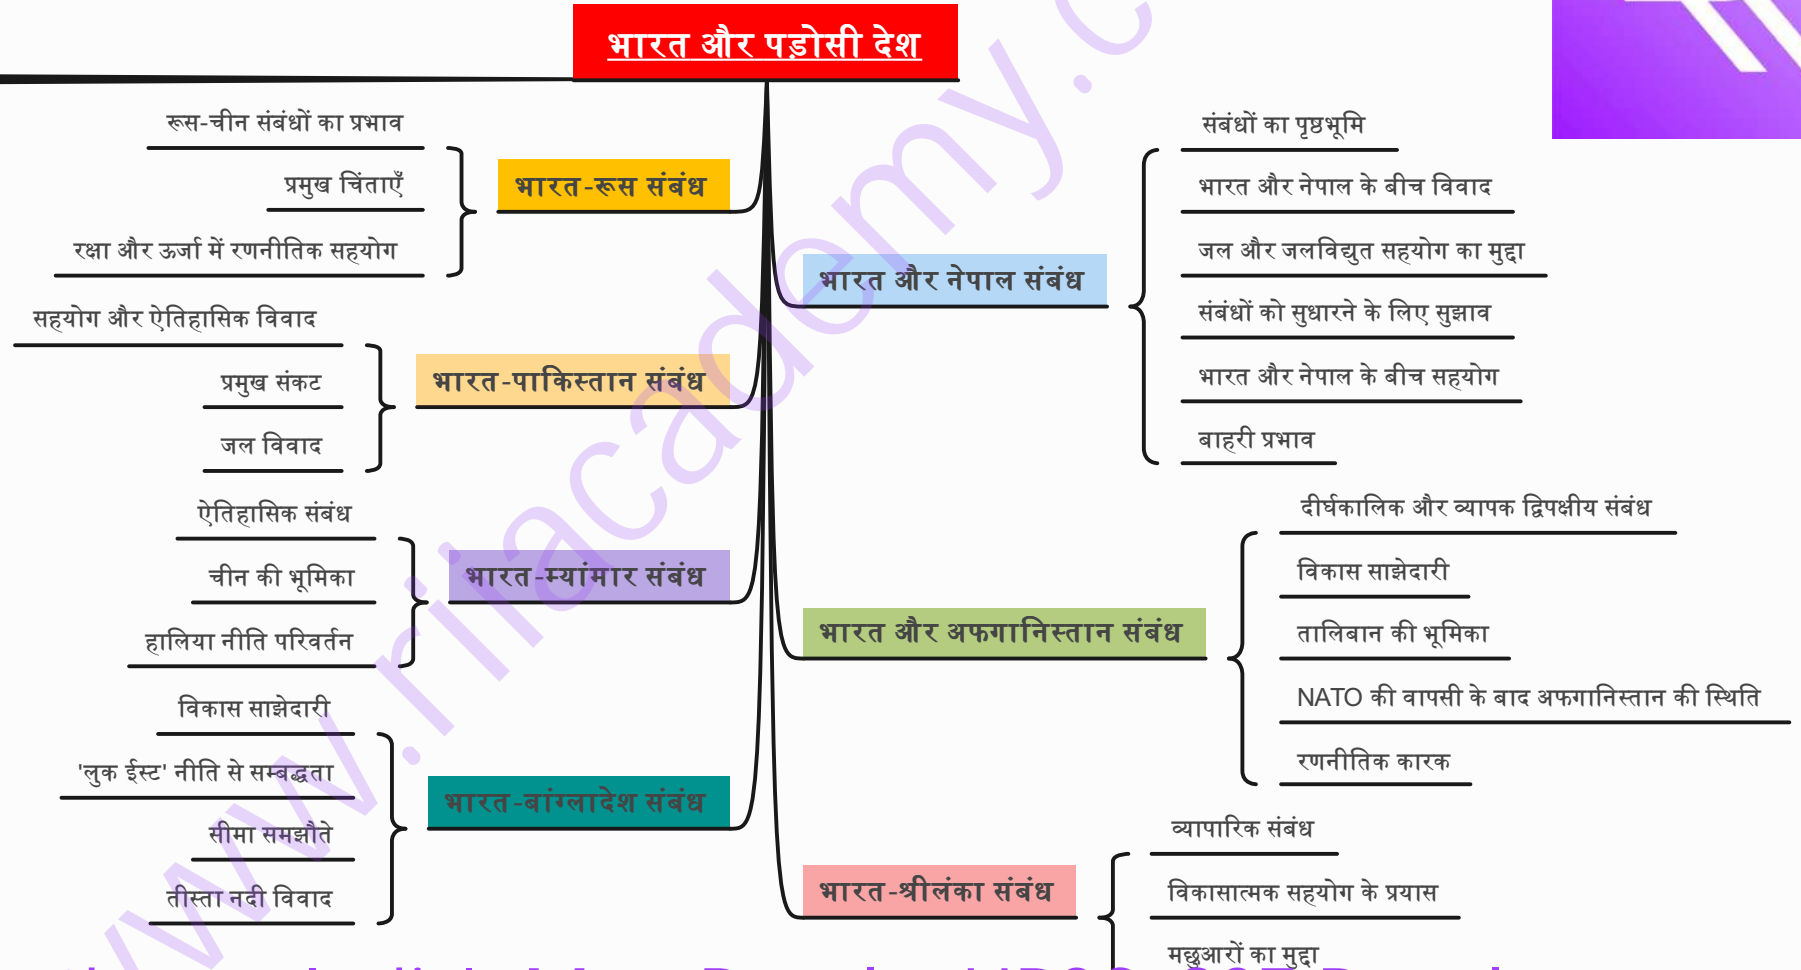 भारत और पड़ोसी देश
भारत-रूस संबंध
रूस-चीन संबंधों का प्रभाव
प्रमुख चिंताएँ
रक्षा और ऊर्जा में रणनीतिक सहयोग
भारत-पाकिस्तान संबंध
सहयोग और ऐतिहासिक विवाद
प्रमुख संकट
जल विवाद
भारत-म्यांमार संबंध
ऐतिहासिक संबंध
चीन की भूमिका
हालिया नीति परिवर्तन
भारत-बांग्लादेश संबंध
विकास साझेदारी
'लुक ईस्ट' नीति से सम्बद्धता
सीमा समझौते
तीस्ता नदी विवाद
भारत और नेपाल संबंध
संबंधों का पृष्ठभूमि
भारत और नेपाल के बीच विवाद
जल और जलविद्युत सहयोग का मुद्दा
संबंधों को सुधारने के लिए सुझाव
भारत और नेपाल के बीच सहयोग
बाहरी प्रभाव
भारत और अफगानिस्तान संबंध
दीर्घकालिक और व्यापक द्विपक्षीय संबंध
विकास साझेदारी
तालिबान की भूमिका
NATO की वापसी के बाद अफगानिस्तान की स्थिति
रणनीतिक कारक
भारत-श्रीलंका संबंध
व्यापारिक संबंध
विकासात्मक सहयोग के प्रयास
मछुआरों का मुद्दा
www.rijacademy.c